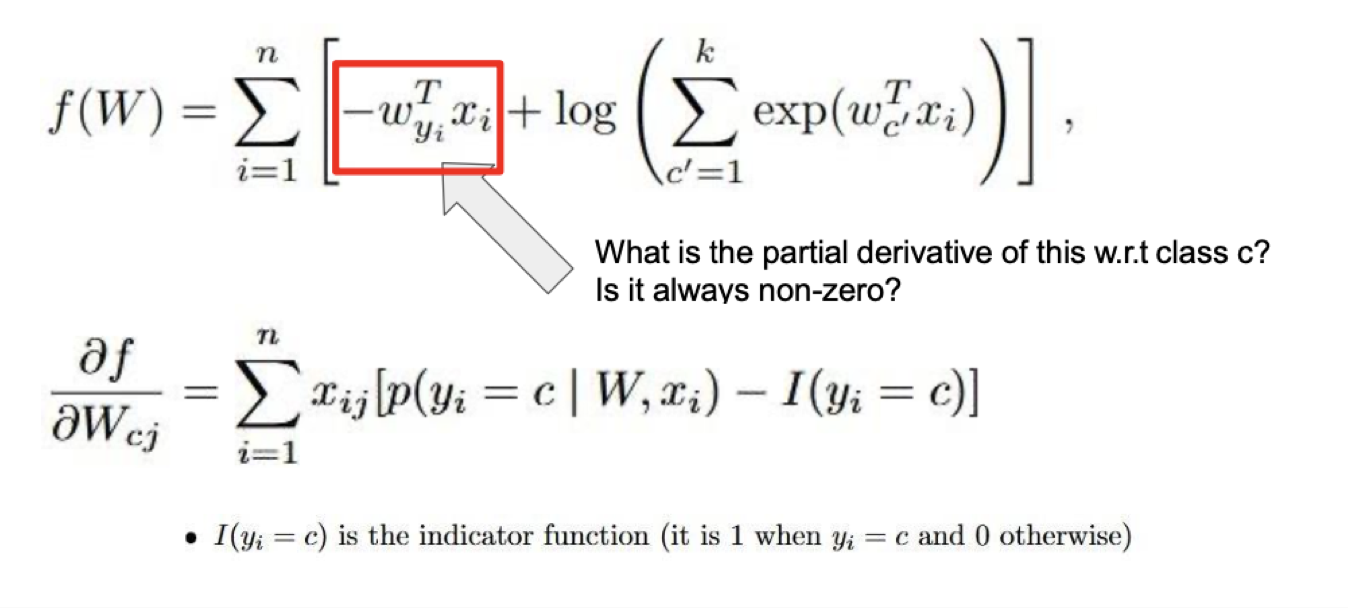 f(W) = \sum_{i=1}^{n} \left[ -w_{y_i}^T x_i + \log \left( \sum_{c'=1}^{k} \exp(w_{c'}^T x_i) \right) \right],
What is the partial derivative of this w.r.t class c?
Is it always non-zero?
\frac{\partial f}{\partial W_{cj}} = \sum_{i=1}^{n} x_{ij}[p(y_i = c \mid W, x_i) - I(y_i = c)]
• I(y_i = c) is the indicator function (it is 1 when y_i = c and 0 otherwise)